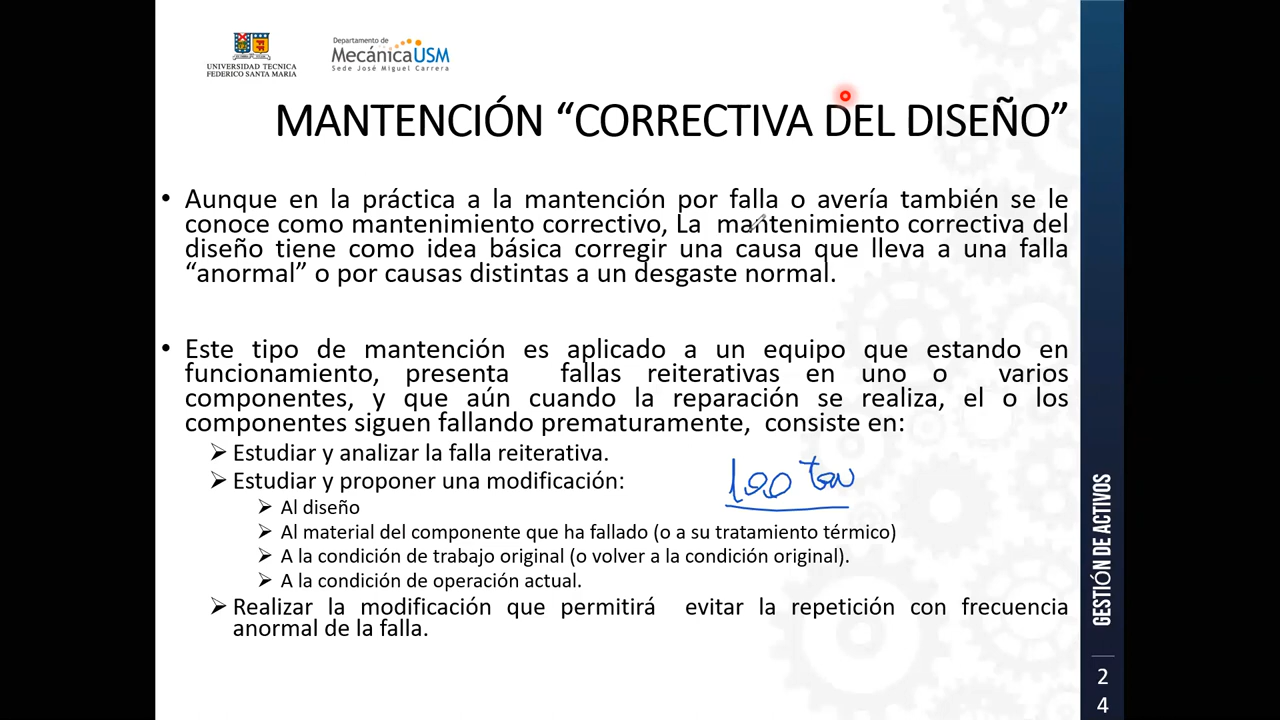 UNIVERSIDAD TECNICA
FEDERICO SANTA MARIA
Departamento de
MecánicaUSM
Sede José Miguel Carrera
MANTENCIÓN “CORRECTIVA DEL DISEÑO”
• Aunque en la práctica a la mantención por falla o avería también se le
conoce como mantenimiento correctivo, La mantenimiento correctiva del
diseño tiene como idea básica corregir una causa que lleva a una falla
“anormal” o por causas distintas a un desgaste normal.
• Este tipo de mantención es aplicado a un equipo que estando en
funcionamiento, presenta fallas reiterativas en uno o varios
componentes, y que aún cuando la reparación se realiza, el o los
componentes siguen fallando prematuramente, consiste en:
➢ Estudiar y analizar la falla reiterativa.
➢ Estudiar y proponer una modificación:
100 ton
➢ Al diseño
➢ Al material del componente que ha fallado (o a su tratamiento térmico)
➢ A la condición de trabajo original (o volver a la condición original).
➢ A la condición de operación actual.
➢ Realizar la modificación que permitirá evitar la repetición con frecuencia
anormal de la falla.
GESTIÓN DE ACTIVOS
2
4